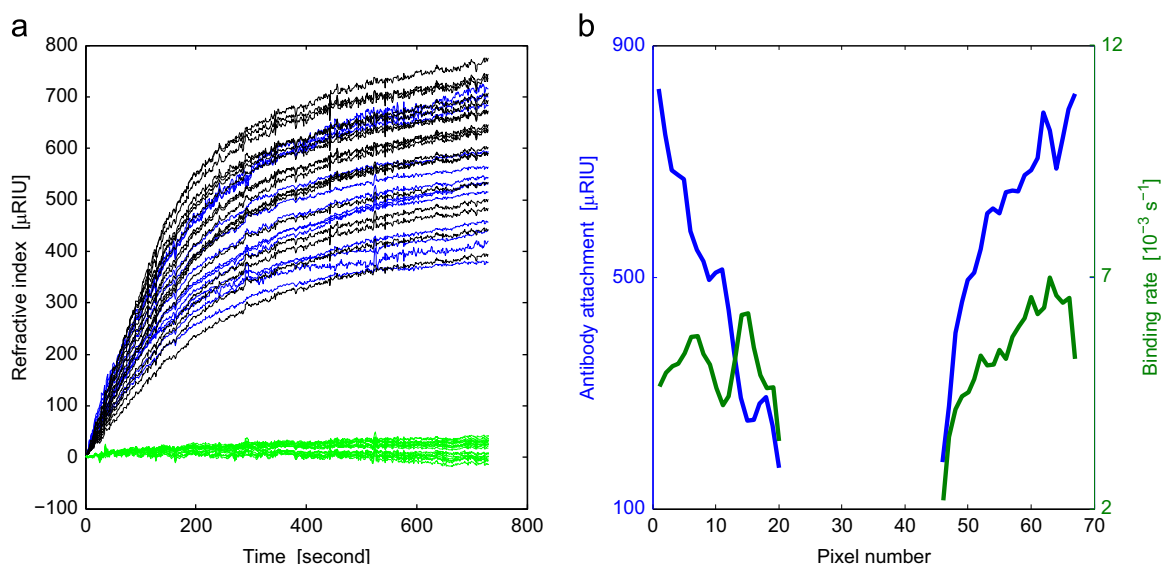 a
800
700
600
500
400
300
200
100
0
−100
Refractive index [μRIU]
0 200 400 600 800
Time [second]
b
900
500
100
Antibody attachment [μRIU]
12
7
2
Binding rate [10⁻³ s⁻¹]
0 10 20 30 40 50 60 70
Pixel number